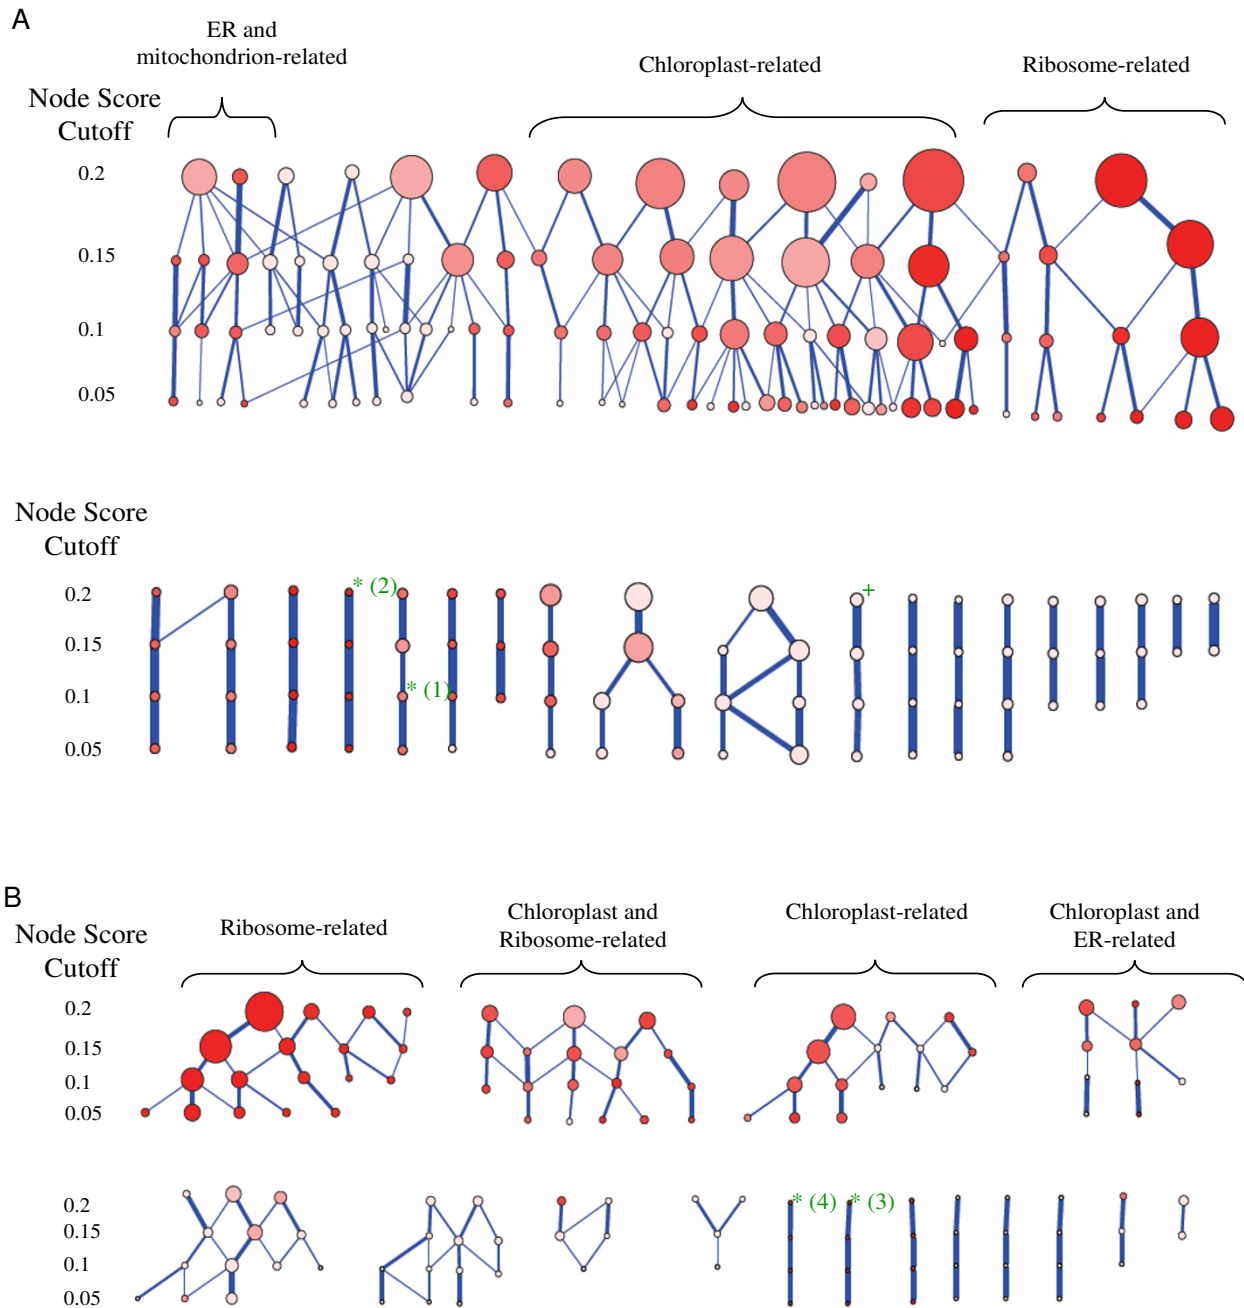 A
ER and
mitochondrion-related
Chloroplast-related
Ribosome-related
Node Score
Cutoff
0.2
0.15
0.1
0.05
Node Score
Cutoff
0.2
* (2)
+
0.15
0.1
* (1)
0.05
B
Node Score
Cutoff
Ribosome-related
Chloroplast and
Ribosome-related
Chloroplast-related
Chloroplast and
ER-related
0.2
0.15
0.1
0.05
0.2
* (4)
* (3)
0.15
0.1
0.05